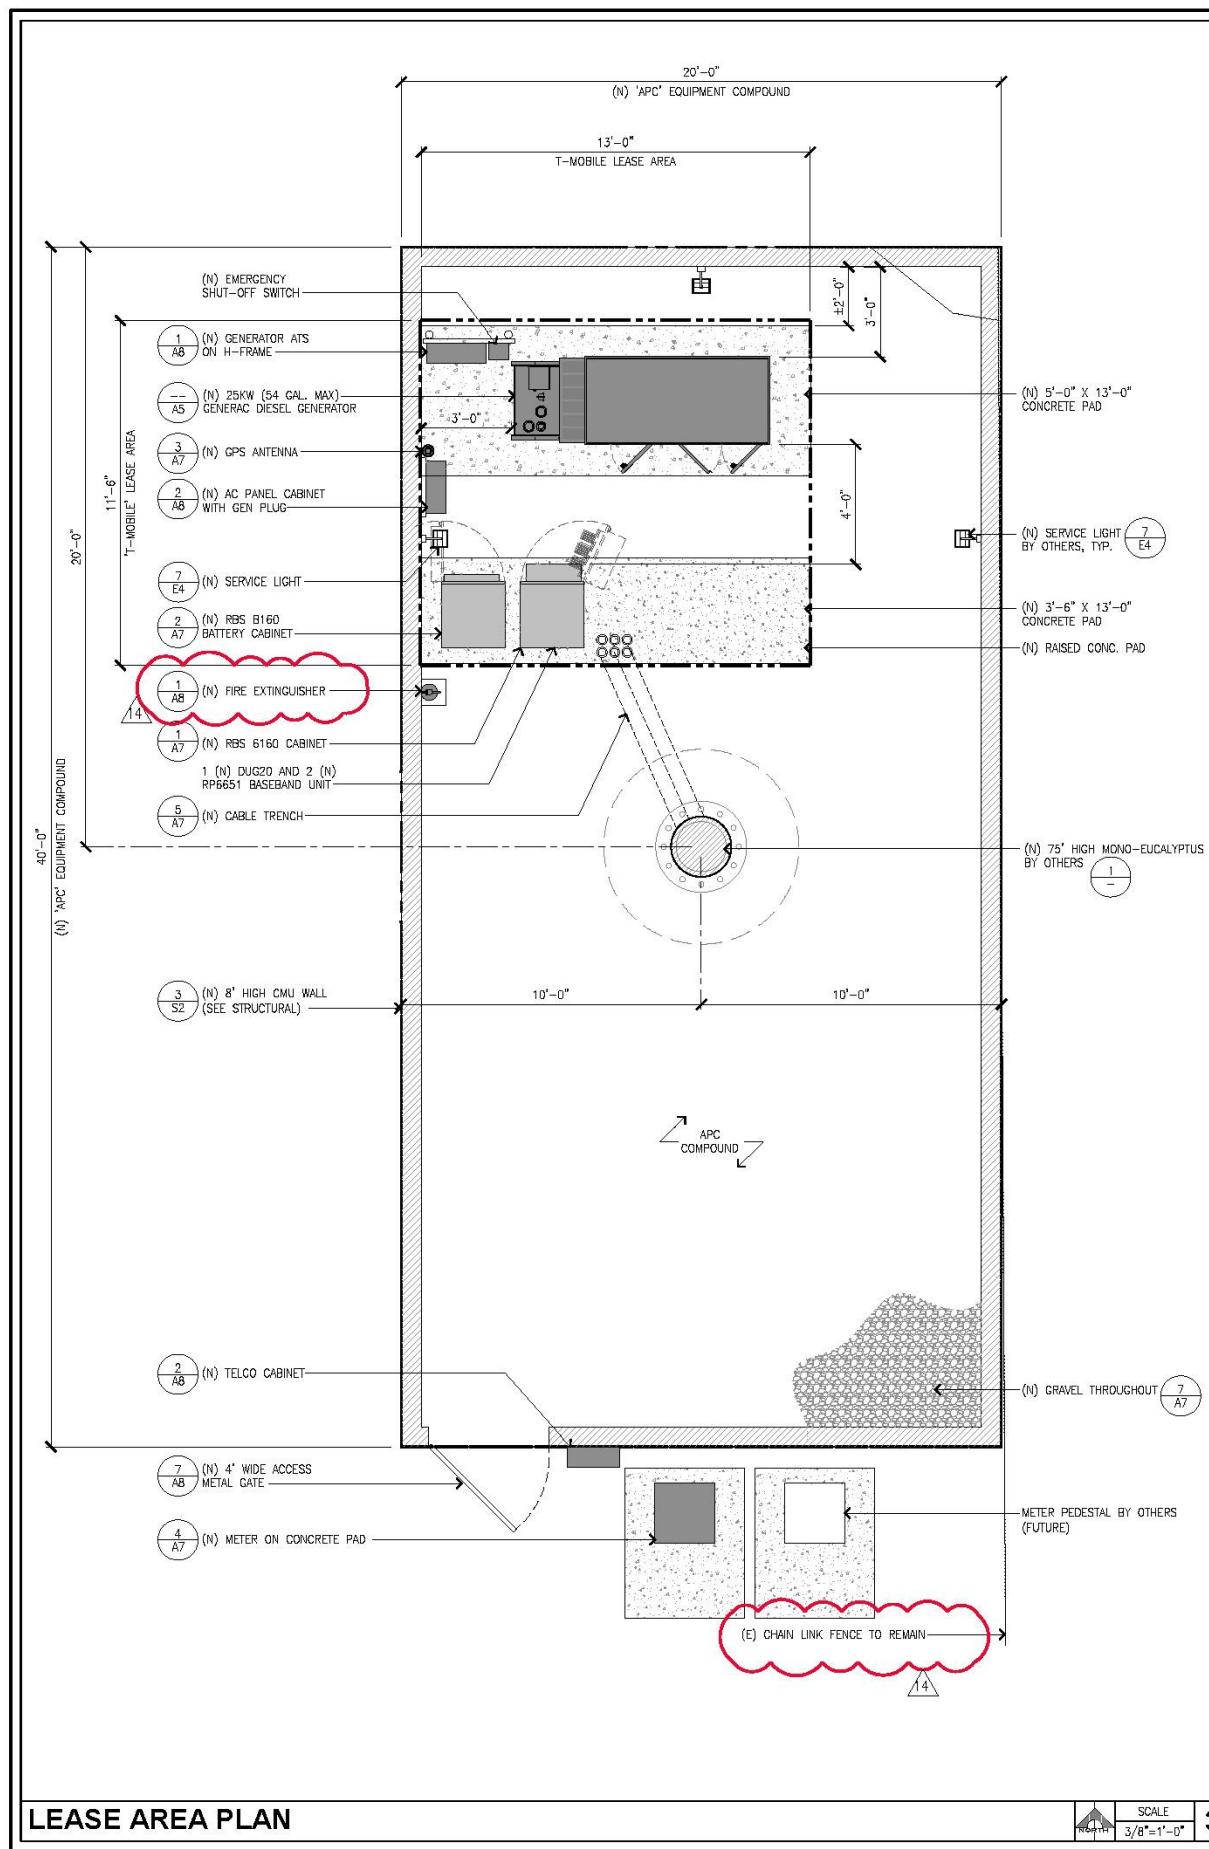 20'-0"
(N) 'APC' EQUIPMENT COMPOUND
13'-0"
T-MOBILE LEASE AREA
(N) EMERGENCY
SHUT-OFF SWITCH
1
A8
(N) GENERATOR ATS
ON H-FRAME
--
A5
(N) 25KW (54 GAL. MAX)
GENERAC DIESEL GENERATOR
3
A7
(N) GPS ANTENNA
2
A8
(N) AC PANEL CABINET
WITH GEN PLUG
7
E4
(N) SERVICE LIGHT
2
A7
(N) RBS B160
BATTERY CABINET
1
A8
(N) FIRE EXTINGUISHER
14
1
A7
(N) RBS 6160 CABINET
1 (N) DUG20 AND 2 (N)
RP6651 BASEBAND UNIT
5
A7
(N) CABLE TRENCH
3
S2
(N) 8' HIGH CMU WALL
(SEE STRUCTURAL)
2
A8
(N) TELCO CABINET
7
A8
(N) 4' WIDE ACCESS
METAL GATE
4
A7
(N) METER ON CONCRETE PAD
11'-6"
'T-MOBILE' LEASE AREA
20'-0"
40'-0"
(N) 'APC' EQUIPMENT COMPOUND
3'-0"
±2'-0"
3'-0"
4'-0"
10'-0"
10'-0"
APC
COMPOUND
(N) 5'-0" X 13'-0"
CONCRETE PAD
(N) SERVICE LIGHT
BY OTHERS, TYP.
7
E4
(N) 3'-6" X 13'-0"
CONCRETE PAD
(N) RAISED CONC. PAD
(N) 75' HIGH MONO-EUCALYPTUS
BY OTHERS
1
-
(N) GRAVEL THROUGHOUT
7
A7
METER PEDESTAL BY OTHERS
(FUTURE)
(E) CHAIN LINK FENCE TO REMAIN
14
LEASE AREA PLAN
NORTH
SCALE
3/8"=1'-0"